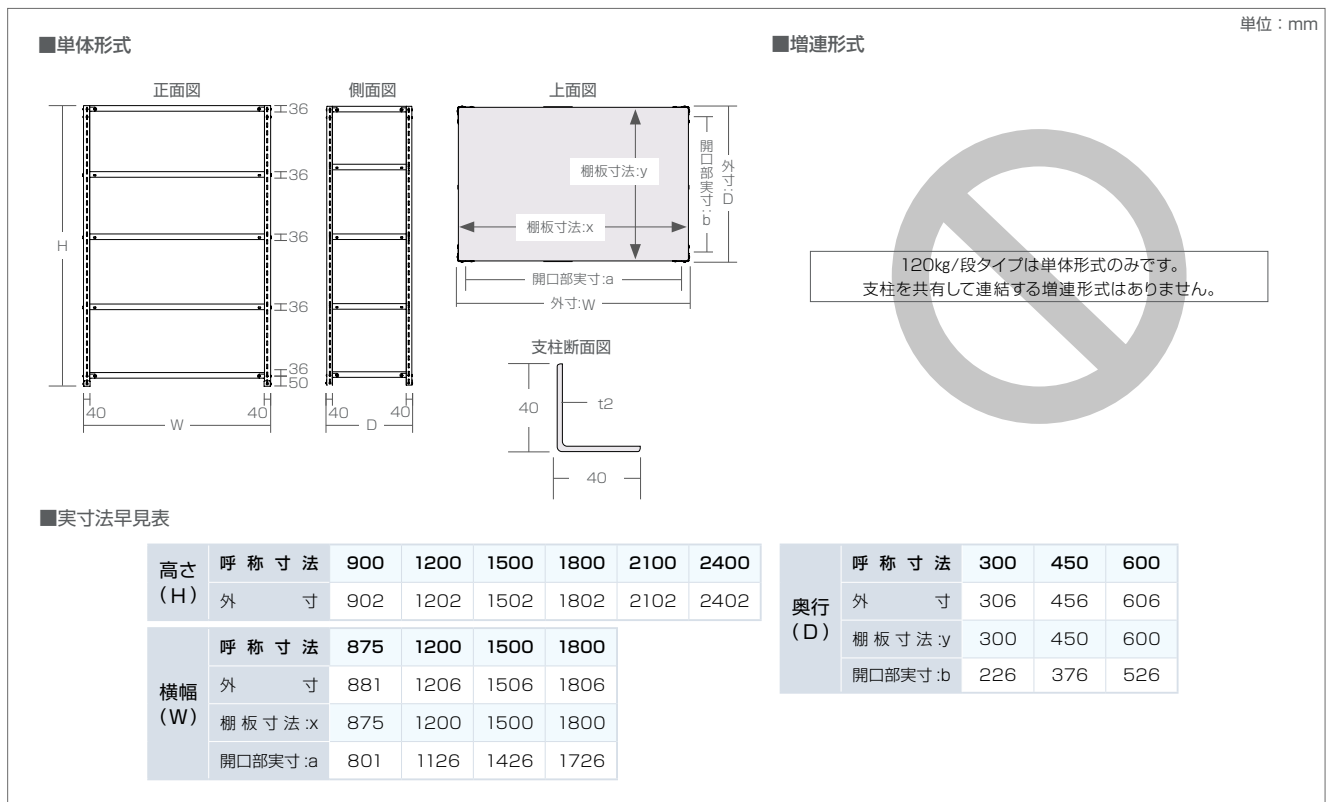 単位：mm
■単体形式
■増連形式
正面図
側面図
上面図
36
36
36
36
36
50
H
40
40
W
40
40
D
棚板寸法:y
棚板寸法:x
開口部実寸:b
外寸:D
開口部実寸:a
外寸:W
支柱断面図
40
t2
40
120kg/段タイプは単体形式のみです。
支柱を共有して連結する増連形式はありません。
■実寸法早見表
高さ（H） 呼称寸法 900 1200 1500 1800 2100 2400
外寸 902 1202 1502 1802 2102 2402
横幅（W） 呼称寸法 875 1200 1500 1800
外寸 881 1206 1506 1806
棚板寸法:x 875 1200 1500 1800
開口部実寸:a 801 1126 1426 1726
奥行（D） 呼称寸法 300 450 600
外寸 306 456 606
棚板寸法:y 300 450 600
開口部実寸:b 226 376 526